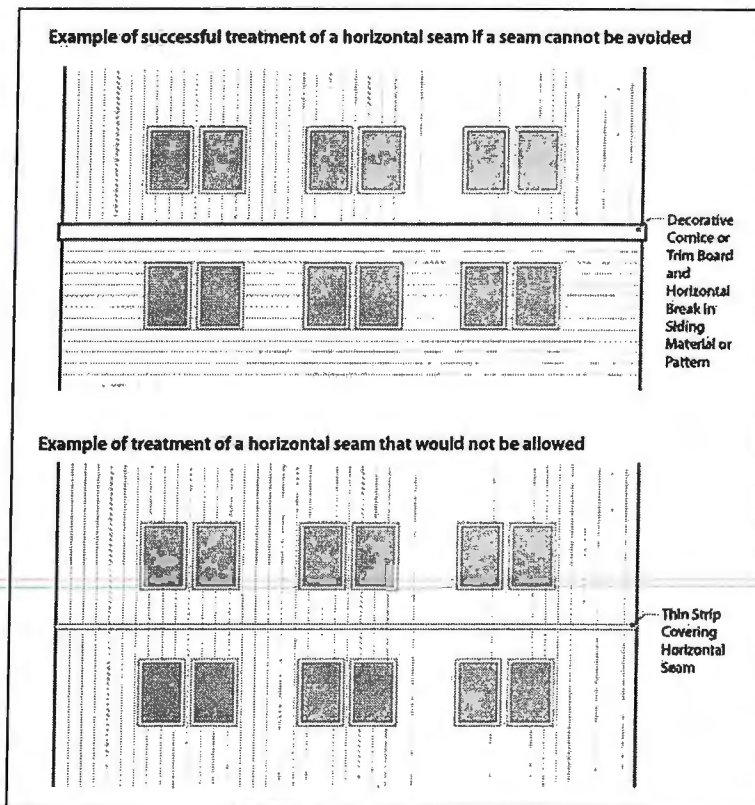 Example of successful treatment of a horizontal seam if a seam cannot be avoided
Decorative
Cornice or
Trim Board
and
Horizontal
Break in
Siding
Material or
Pattern
Example of treatment of a horizontal seam that would not be allowed
Thin Strip
Covering
Horizontal
Seam